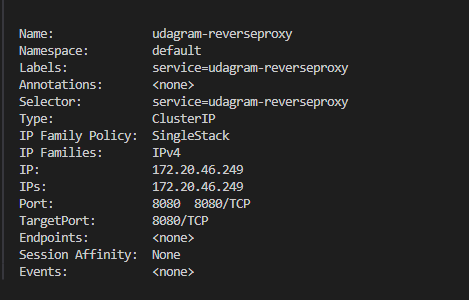 Name: udagram-reverseproxy
Namespace: default
Labels: service=udagram-reverseproxy
Annotations: <none>
Selector: service=udagram-reverseproxy
Type: ClusterIP
IP Family Policy: SingleStack
IP Families: IPv4
IP: 172.20.46.249
IPs: 172.20.46.249
Port: 8080 8080/TCP
TargetPort: 8080/TCP
Endpoints: <none>
Session Affinity: None
Events: <none>